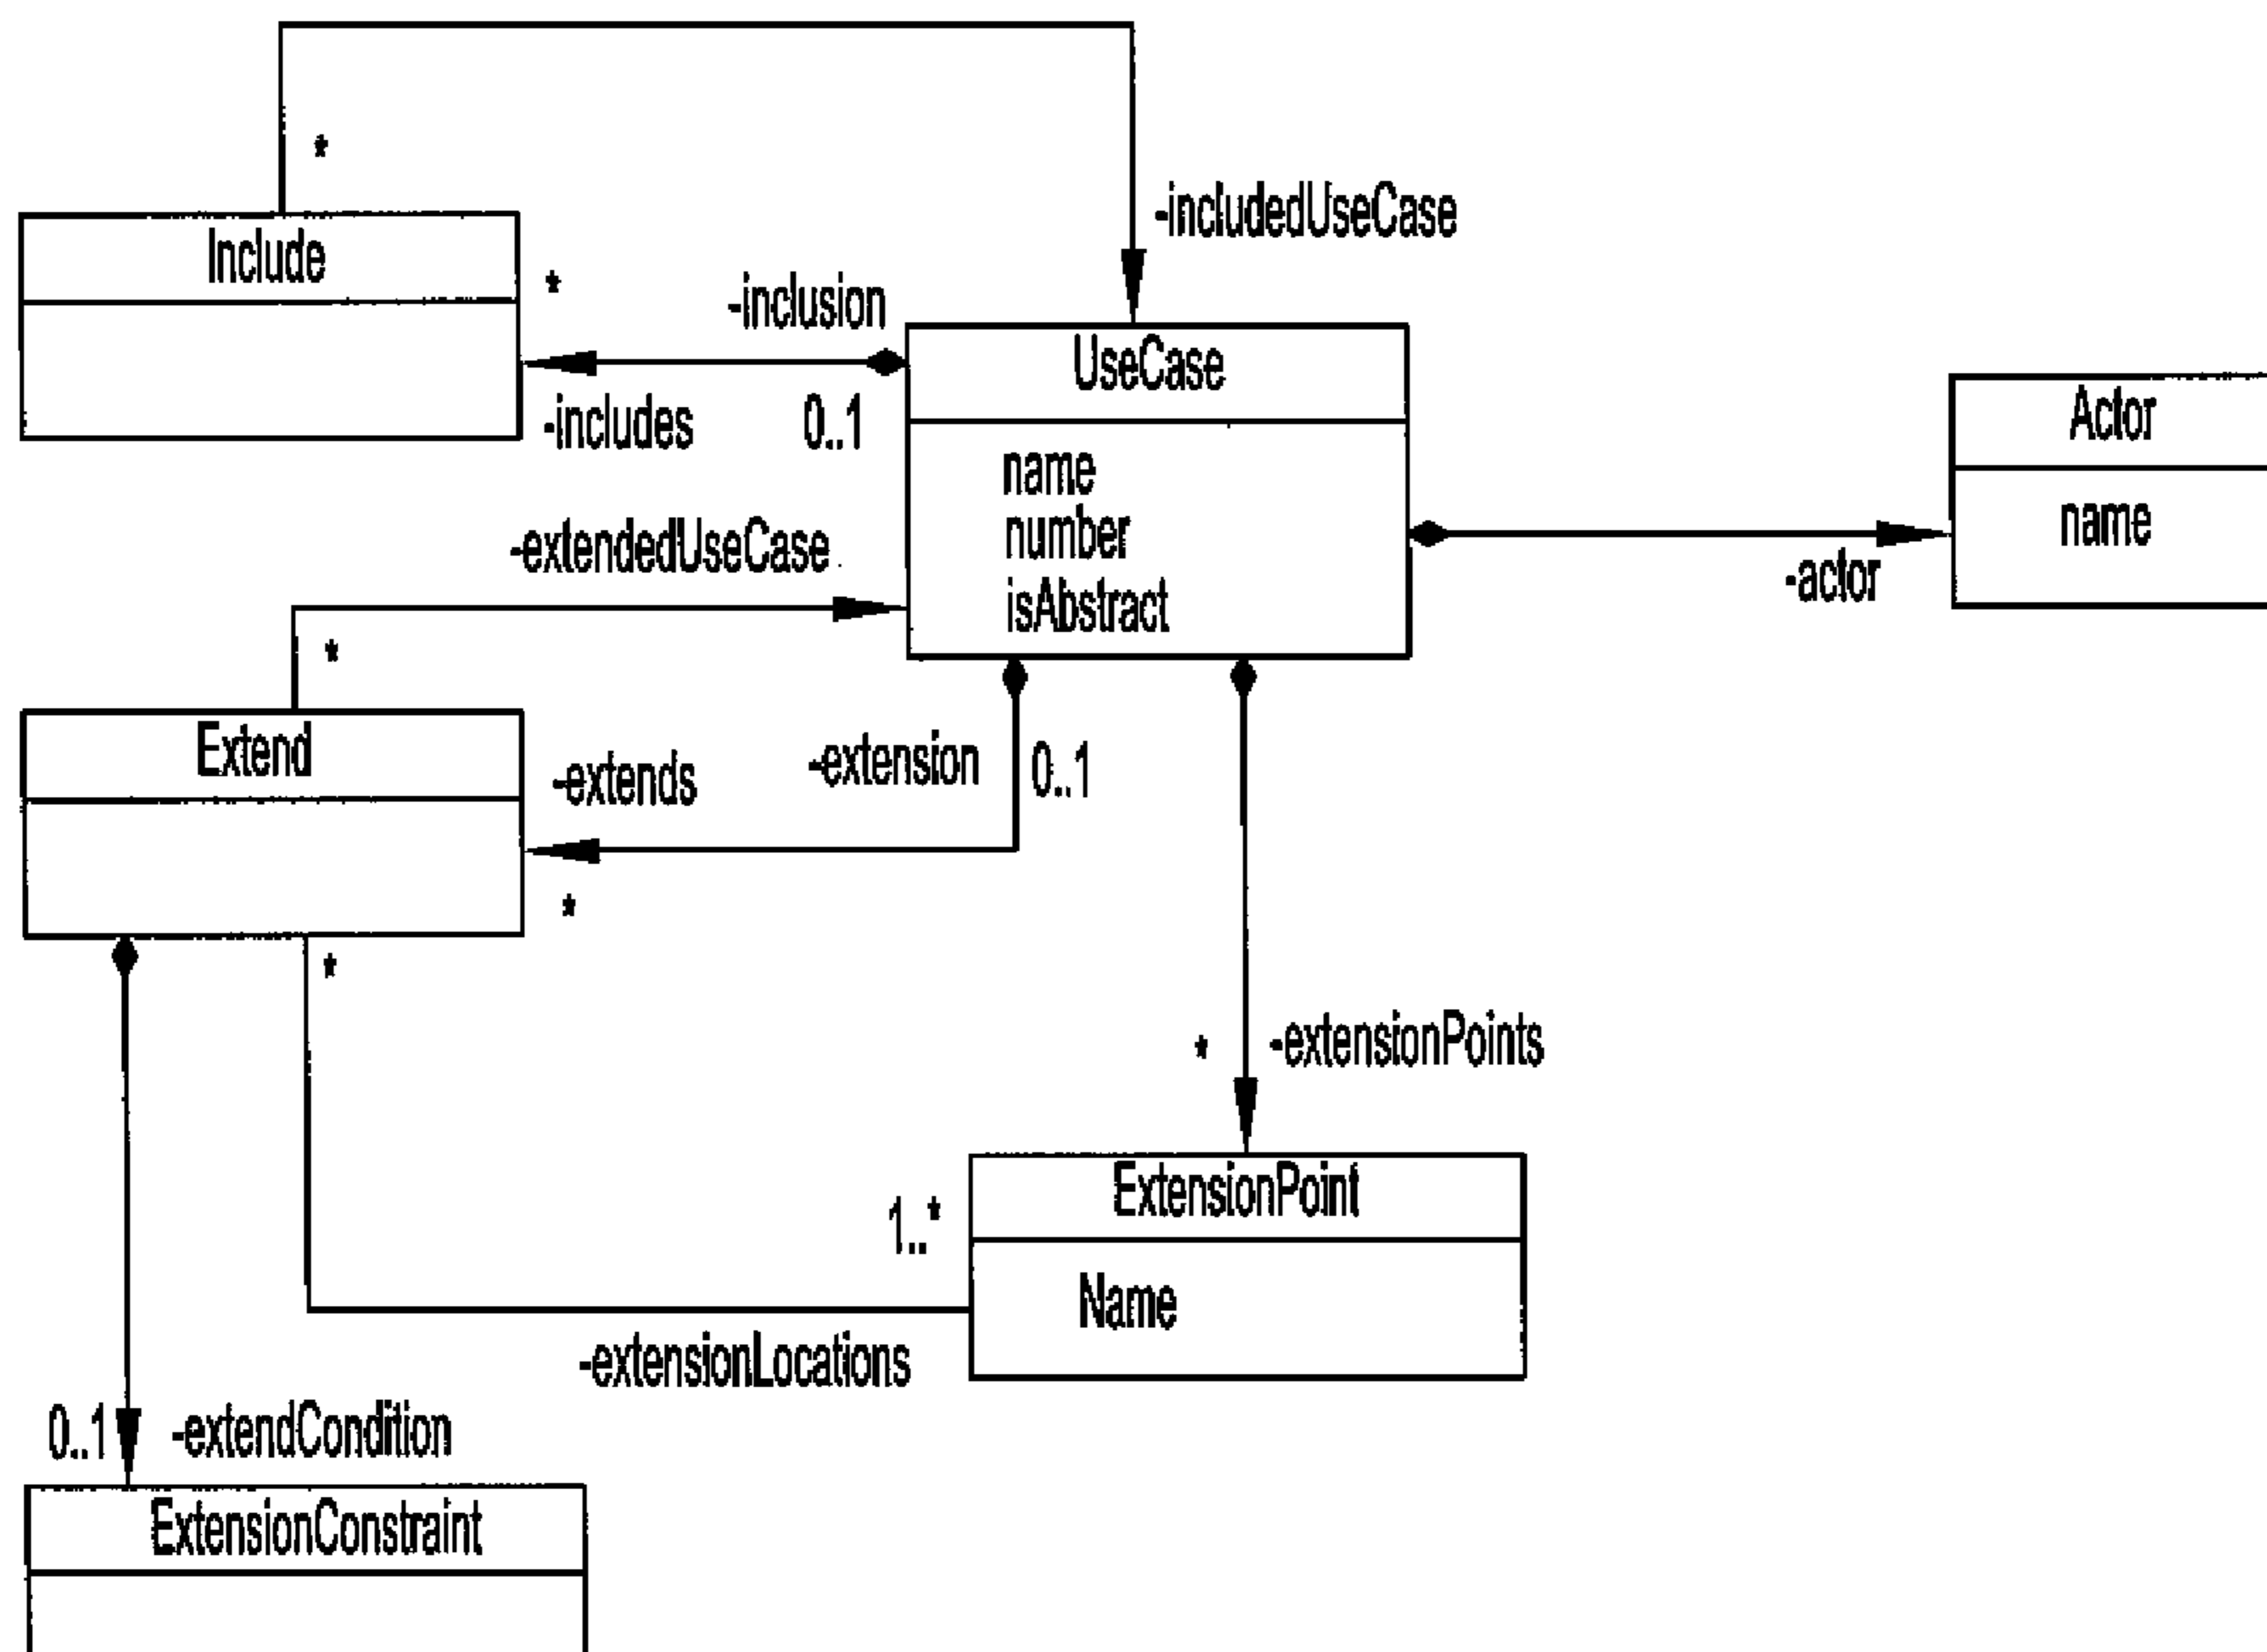 *
-includedUseCase
Include
*
-inclusion
UseCase
-includes
0..1
Actor
name
number
isAbstract
name
-extendedUseCase
-actor
*
Extend
-extends
-extension
0..1
*
*
*
-extensionPoints
ExtensionPoint
1..*
Name
-extensionLocations
0..1
-extendCondition
ExtensionConstraint